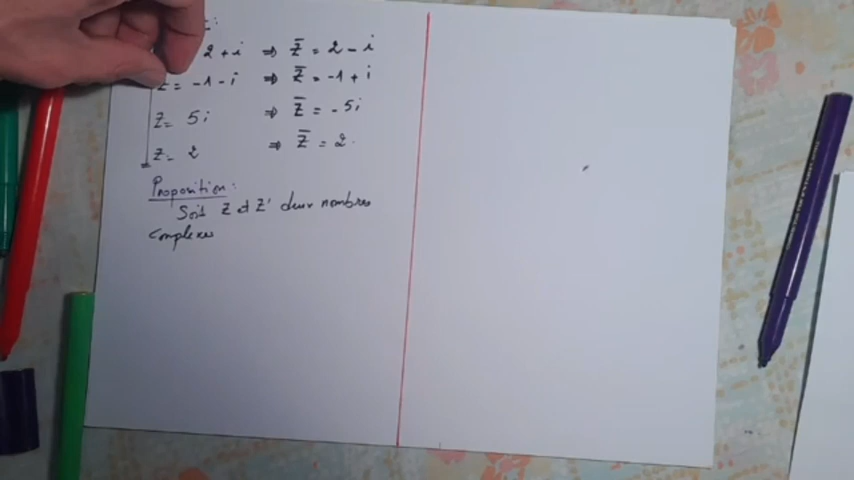 2 + i ⇒ z̄ = 2 - i
z = -1 - i ⇒ z̄ = -1 + i
z = 5i ⇒ z̄ = -5i
z = 2 ⇒ z̄ = 2.
Proposition:
Soit z et z' deux nombres
complexes